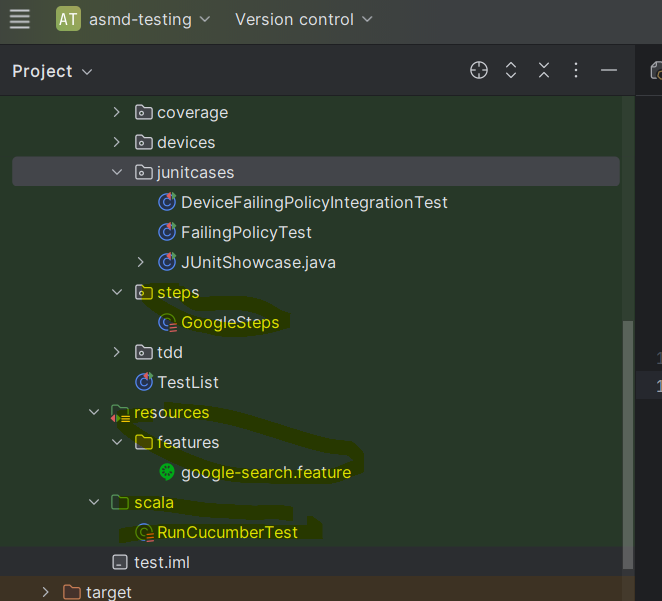 AT asmd-testing Version control
Project
coverage
devices
junitcases
DeviceFailingPolicyIntegrationTest
FailingPolicyTest
JUnitShowcase.java
steps
GoogleSteps
tdd
TestList
resources
features
google-search.feature
scala
RunCucumberTest
test.iml
target